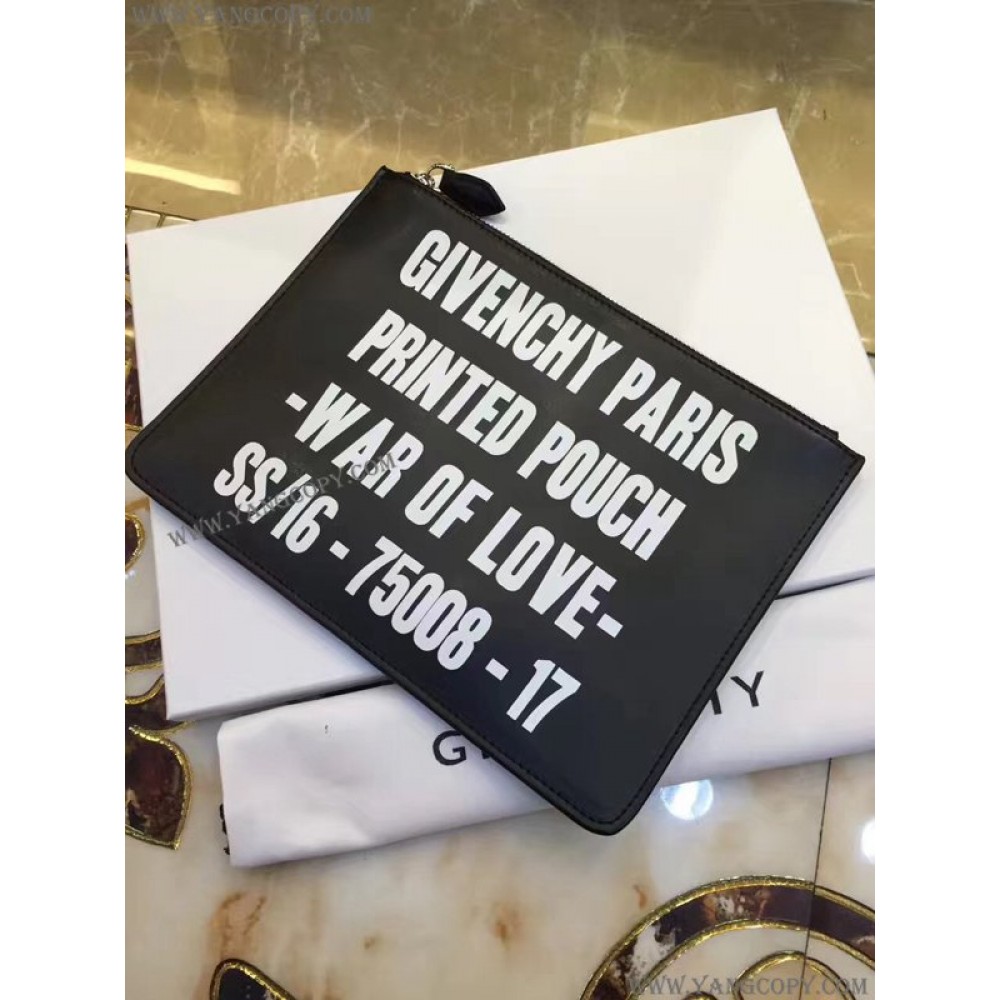 WWW.YANGCOPY.COM
GIVENCHY PARIS
PRINTED POUCH
-WAR OF LOVE-
SS/16 - 75008 - 17
WWW.YANGCOPY.COM
WWW.YANGCOPY.COM